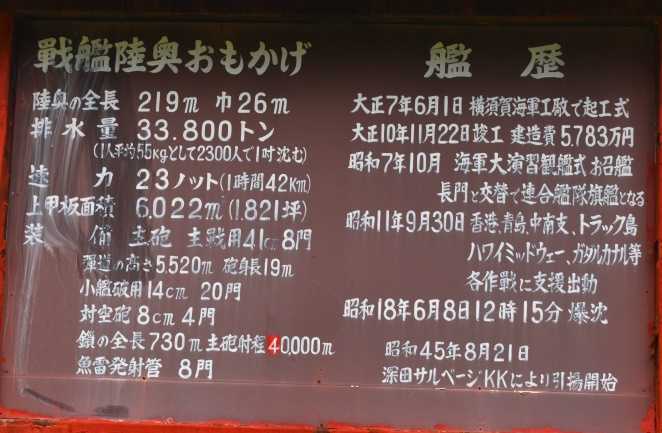 戰艦陸奥おもかげ
陸奥の全長 219m 巾26m
排水量 33.800トン
(1人平均55kgとして2300人で1吋沈む)
速力 23ノット(1時間42Km)
上甲板面積 6.022m²(1.821坪)
装備 主砲 主戦用41cm 8門
弾道の高さ5.520m 砲身長19m
小艦破用14cm 20門
対空砲 8cm 4門
鎖の全長730m 主砲射程40,000m
魚雷発射管 8門
艦歴
大正7年6月1日 横須賀海軍工廠で起工式
大正10年11月22日竣工 建造費5.783万円
昭和7年10月 海軍大演習観艦式お召艦
長門と交替で連合艦隊旗艦となる
昭和11年9月30日 香港、青島、中南支、トラック島
ハワイミッドウェー、ガダルカナル等
各作戦に支援出動
昭和18年6月8日12時15分 爆沈
昭和45年8月21日
深田サルベージKKにより引揚開始